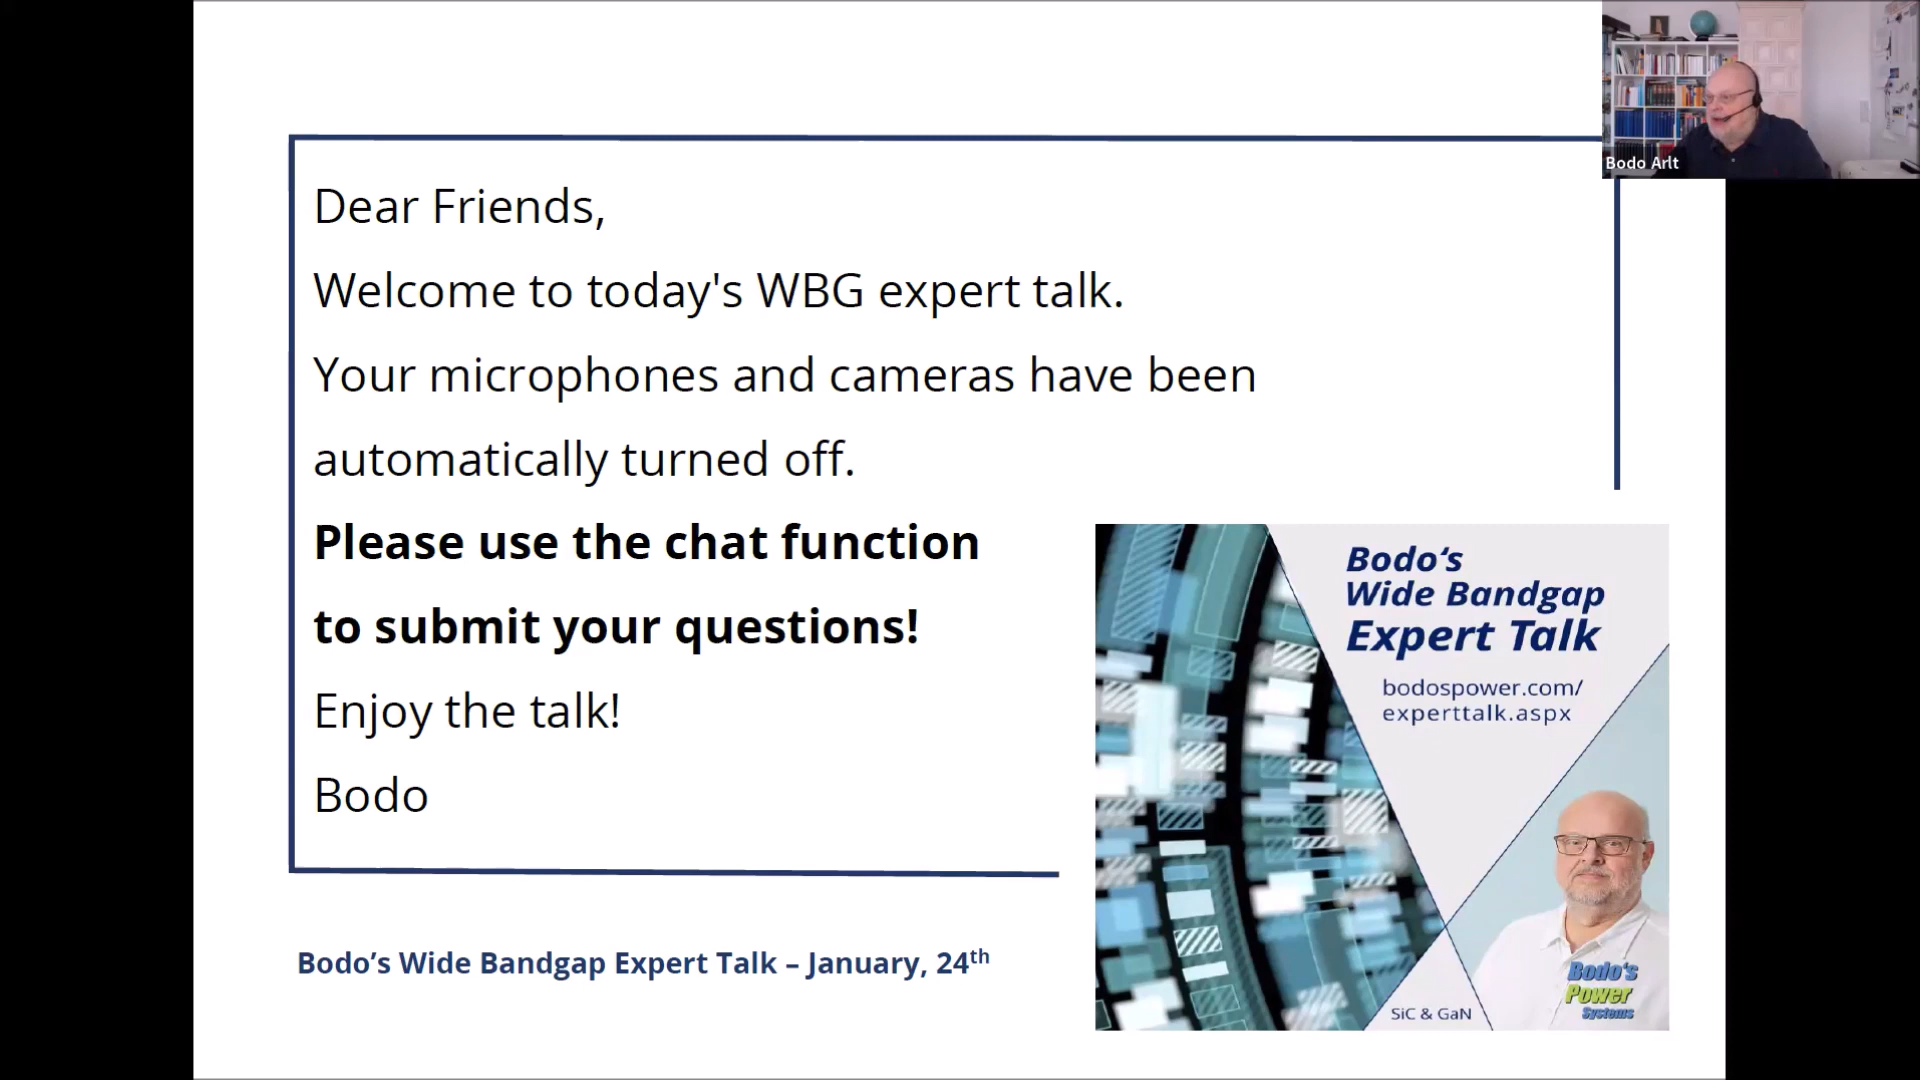 Bodo Arlt
Dear Friends,
Welcome to today's WBG expert talk.
Your microphones and cameras have been
automatically turned off.
Please use the chat function
to submit your questions!
Enjoy the talk!
Bodo
Bodo‘s
Wide Bandgap
Expert Talk
bodospower.com/
experttalk.aspx
Bodo's
Power
Systems
SiC & GaN
Bodo’s Wide Bandgap Expert Talk – January, 24th